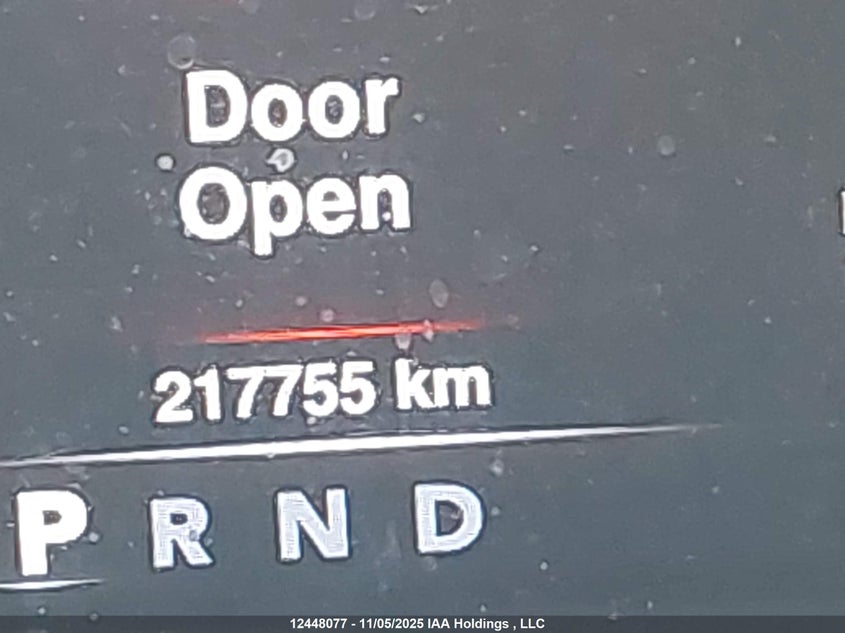 Door
Open
217755 km
P R N D
12448077 - 11/05/2025 IAA Holdings , LLC